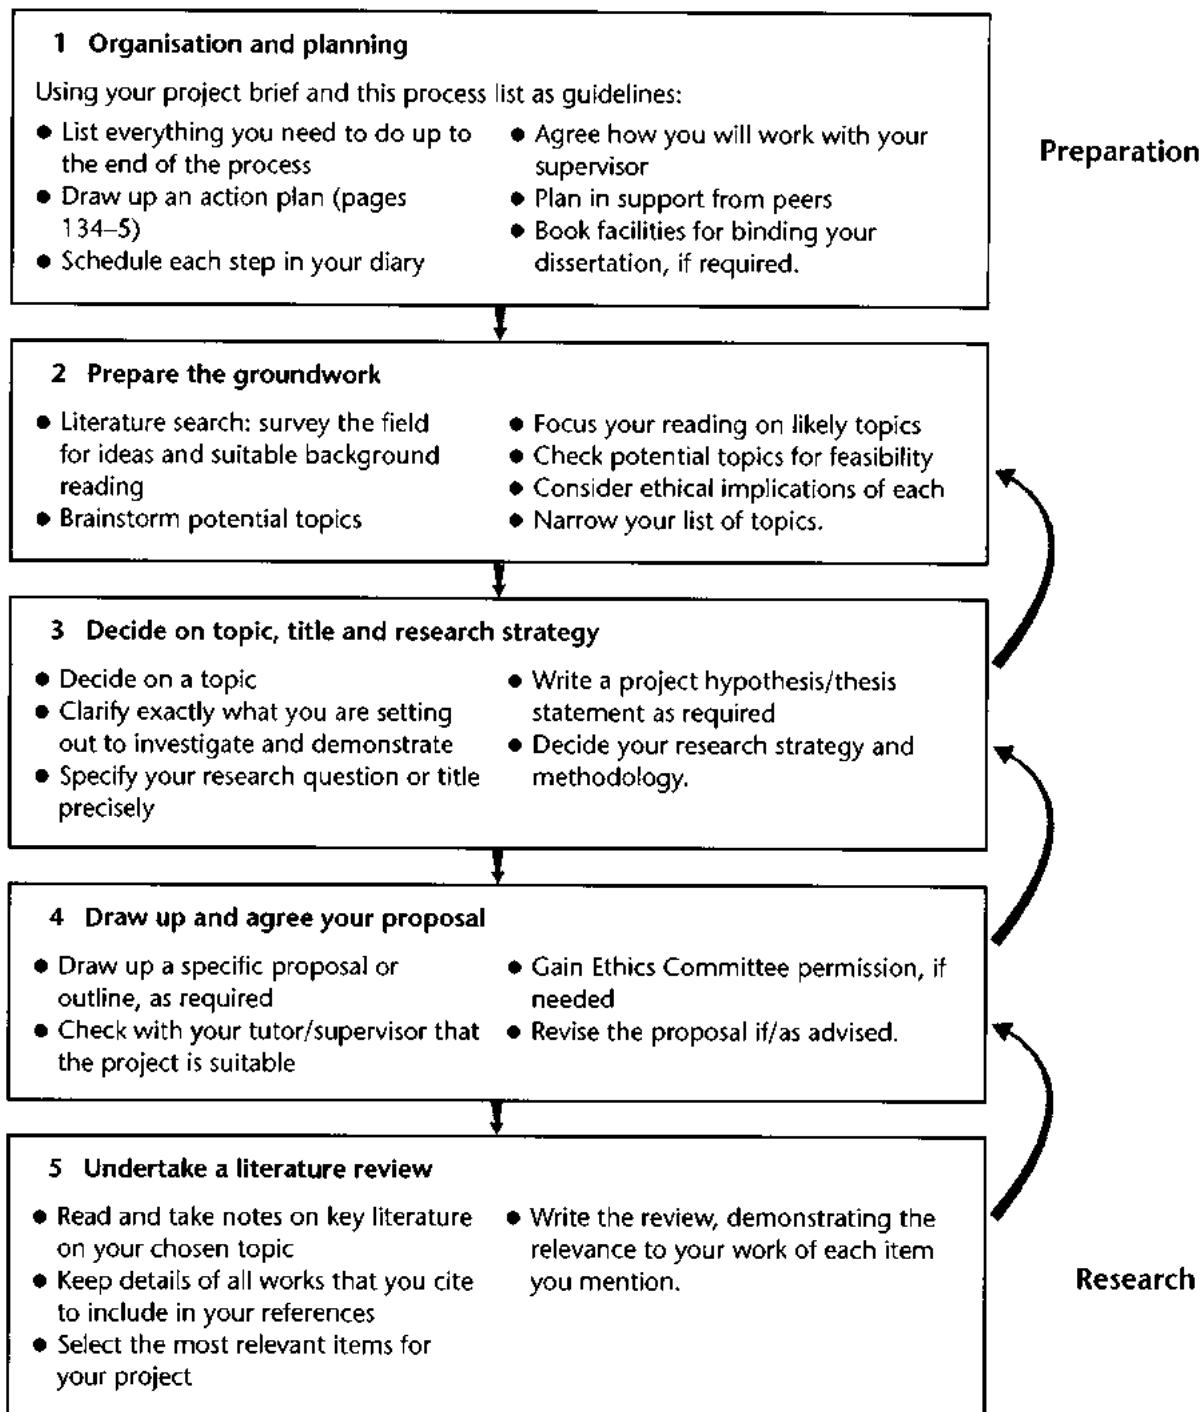 1 Organisation and planning
Using your project brief and this process list as guidelines:
● List everything you need to do up to
the end of the process
● Draw up an action plan (pages
134–5)
● Schedule each step in your diary
● Agree how you will work with your
supervisor
● Plan in support from peers
● Book facilities for binding your
dissertation, if required.
Preparation
2 Prepare the groundwork
● Literature search: survey the field
for ideas and suitable background
reading
● Brainstorm potential topics
● Focus your reading on likely topics
● Check potential topics for feasibility
● Consider ethical implications of each
● Narrow your list of topics.
3 Decide on topic, title and research strategy
● Decide on a topic
● Clarify exactly what you are setting
out to investigate and demonstrate
● Specify your research question or title
precisely
● Write a project hypothesis/thesis
statement as required
● Decide your research strategy and
methodology.
4 Draw up and agree your proposal
● Draw up a specific proposal or
outline, as required
● Check with your tutor/supervisor that
the project is suitable
● Gain Ethics Committee permission, if
needed
● Revise the proposal if/as advised.
5 Undertake a literature review
● Read and take notes on key literature
on your chosen topic
● Keep details of all works that you cite
to include in your references
● Select the most relevant items for
your project
● Write the review, demonstrating the
relevance to your work of each item
you mention.
Research